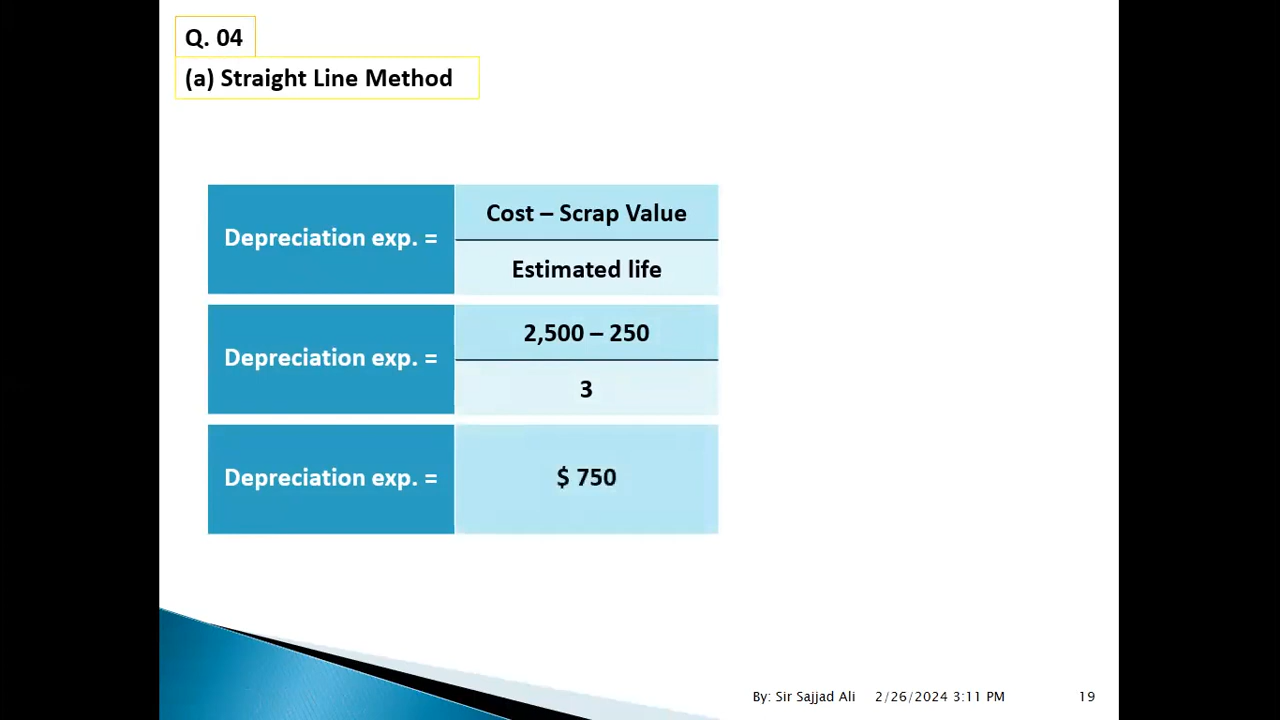 Q. 04
(a) Straight Line Method
Depreciation exp. =
Cost – Scrap Value
Estimated life
Depreciation exp. =
2,500 – 250
3
Depreciation exp. =
$ 750
By: Sir Sajjad Ali 2/26/2024 3:11 PM 19